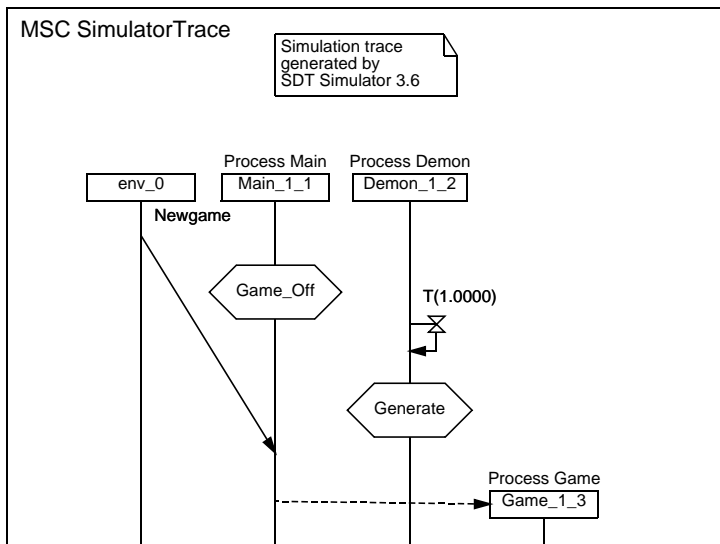 MSC SimulatorTrace
Simulation trace
generated by
SDT Simulator 3.6
Process Main
Process Demon
env_0
Main_1_1
Demon_1_2
Newgame
Game_Off
T(1.0000)
Generate
Process Game
Game_1_3